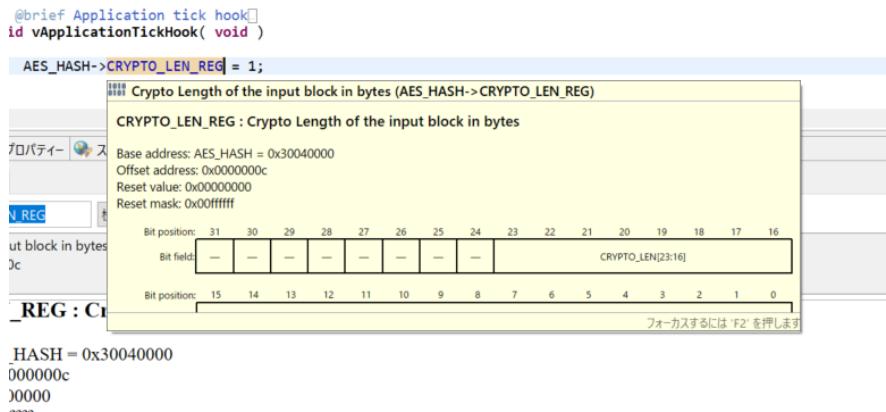 @brief Application tick hook
id vApplicationTickHook( void )
AES_HASH->CRYPTO_LEN_REG = 1;
Crypto Length of the input block in bytes (AES_HASH->CRYPTO_LEN_REG)
CRYPTO_LEN_REG : Crypto Length of the input block in bytes
Base address: AES_HASH = 0x30040000
Offset address: 0x0000000c
Reset value: 0x00000000
Reset mask: 0x00ffffff
Bit position: 31 30 29 28 27 26 25 24 23 22 21 20 19 18 17 16
Bit field: — — — — — — — — CRYPTO_LEN[23:16]
Bit position: 15 14 13 12 11 10 9 8 7 6 5 4 3 2 1 0
フォーカスするには 'F2' を押します
プロパティー ス
N_REG
ut block in bytes
0c
_REG : Cr
_HASH = 0x30040000
000000c
00000